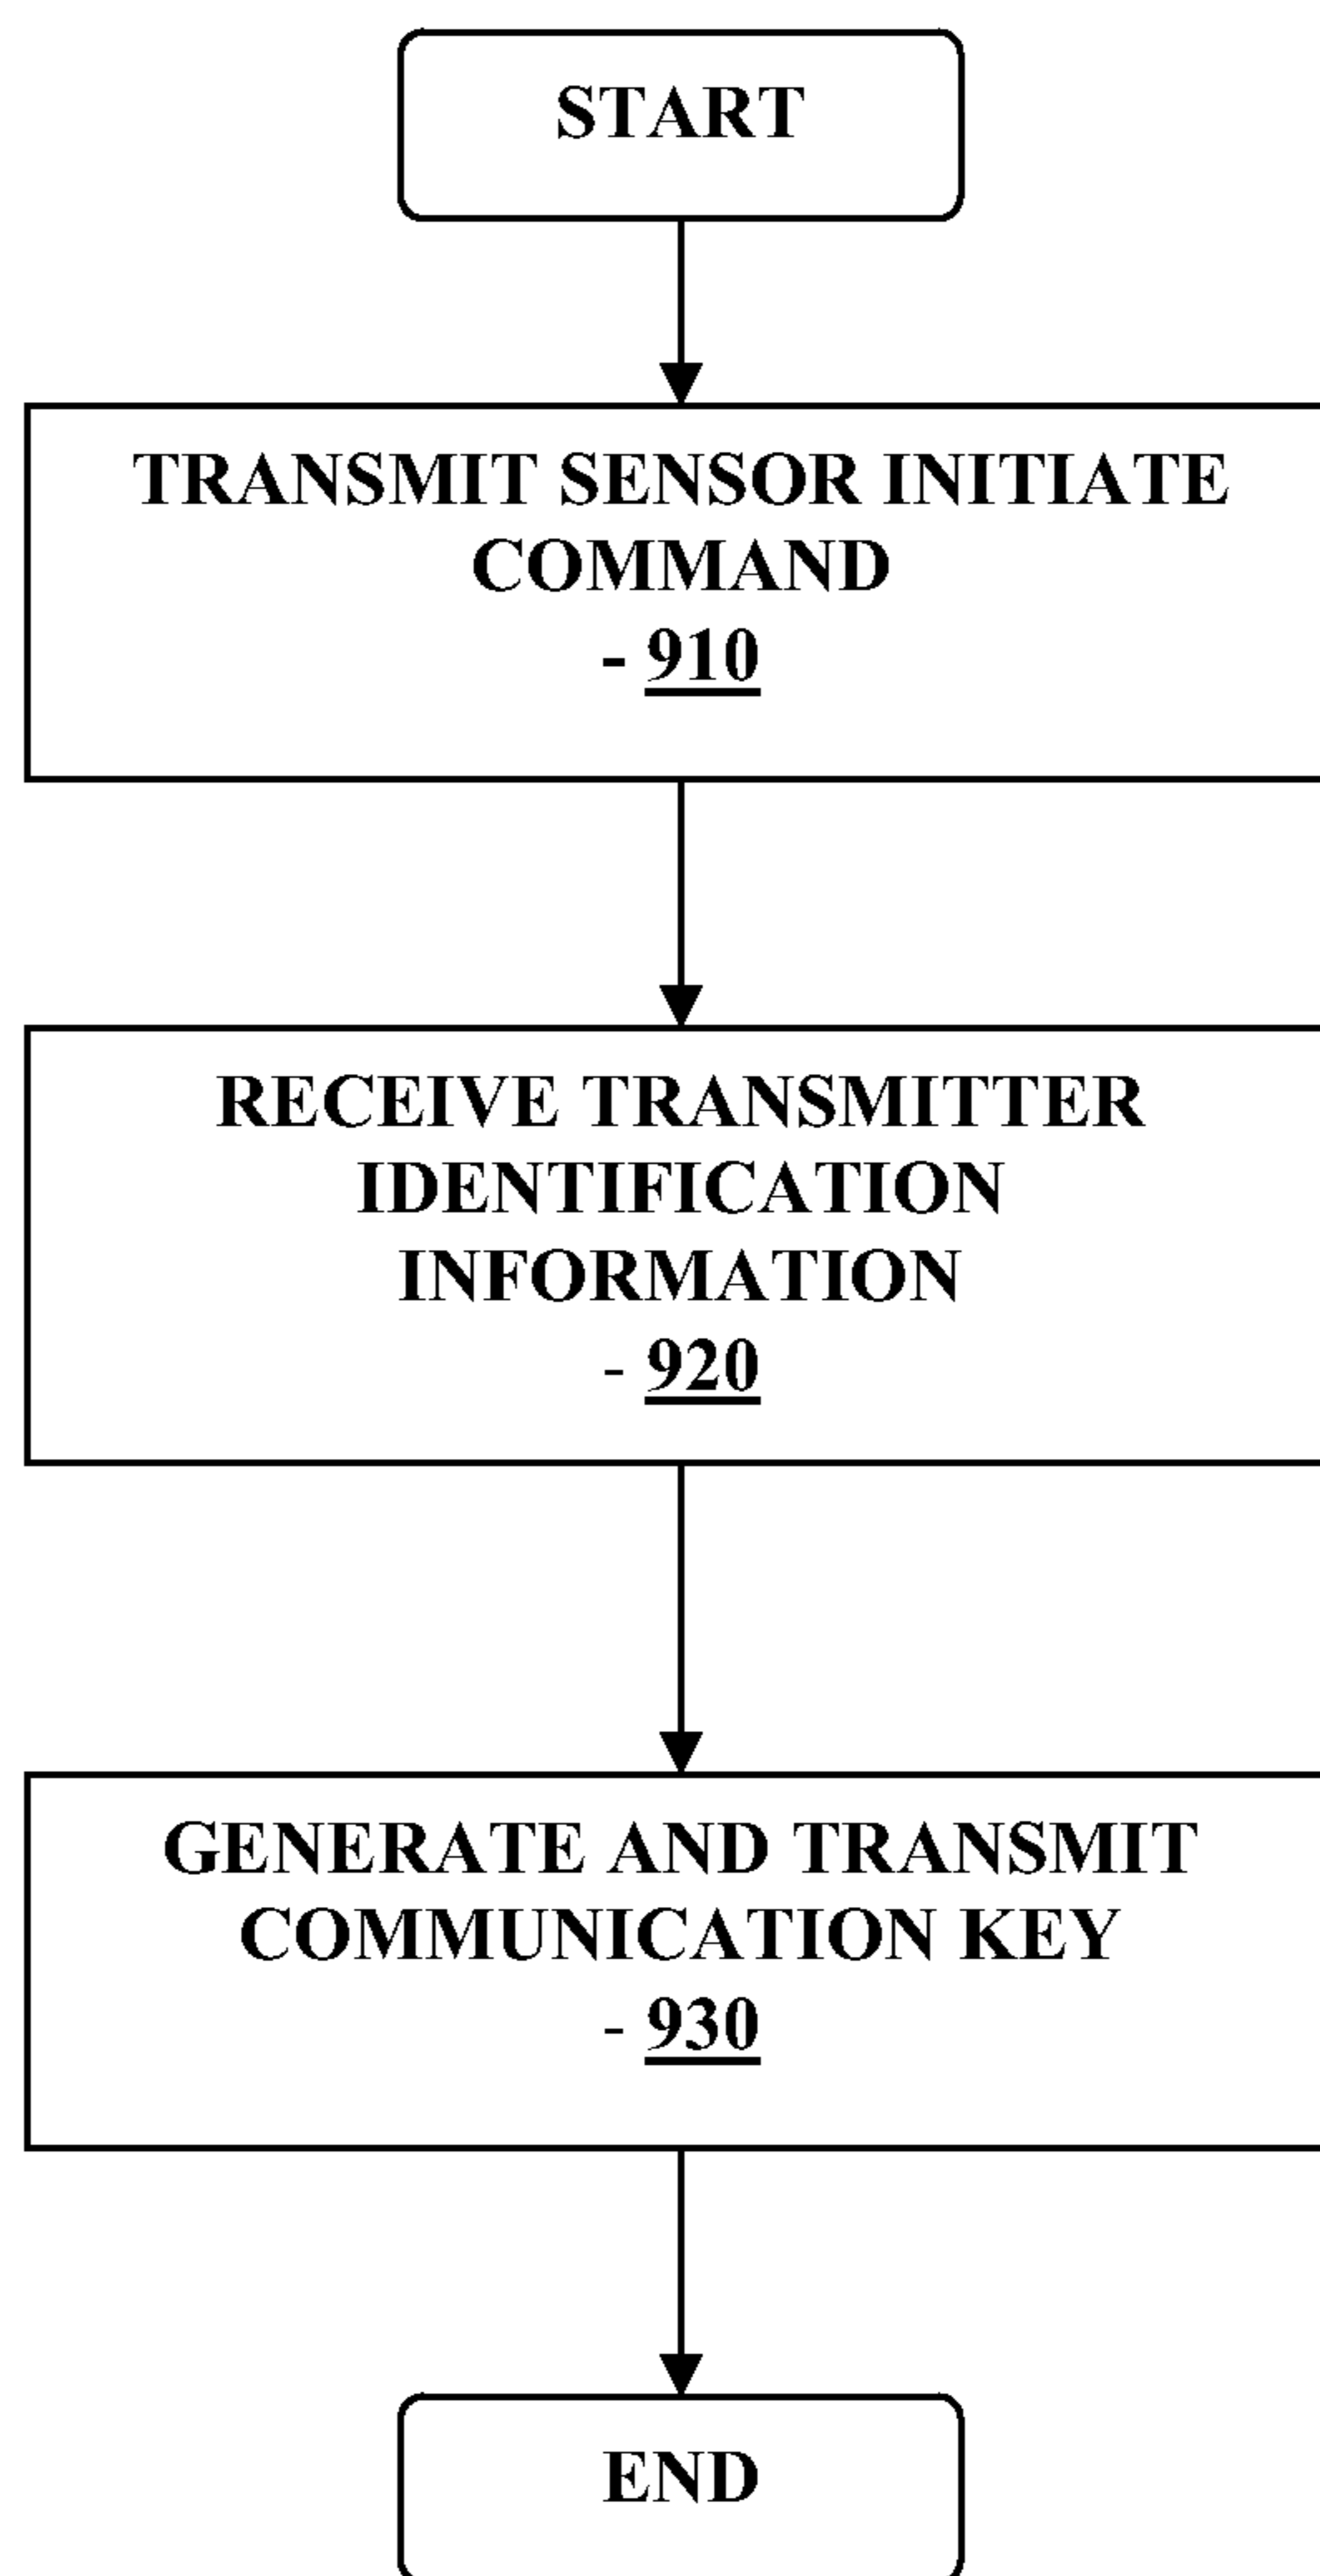 START
TRANSMIT SENSOR INITIATE
COMMAND
- 910
RECEIVE TRANSMITTER
IDENTIFICATION
INFORMATION
- 920
GENERATE AND TRANSMIT
COMMUNICATION KEY
- 930
END